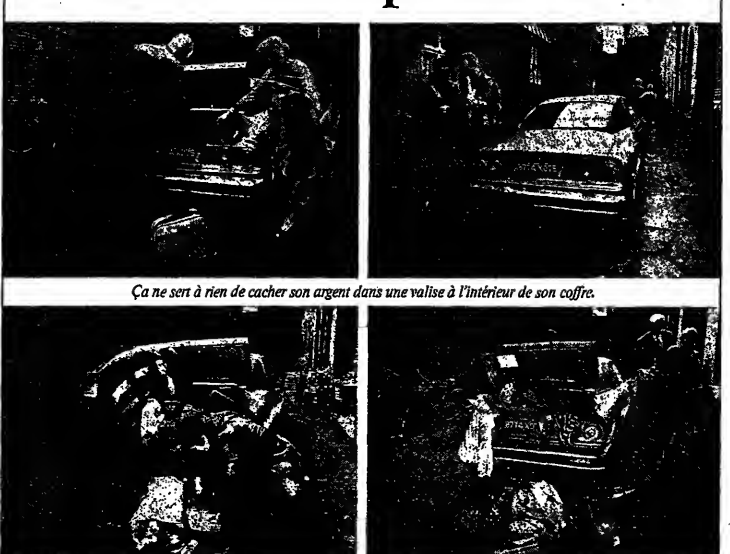 Ça ne sert à rien de cacher son argent dans une valise à l'intérieur de son coffre.